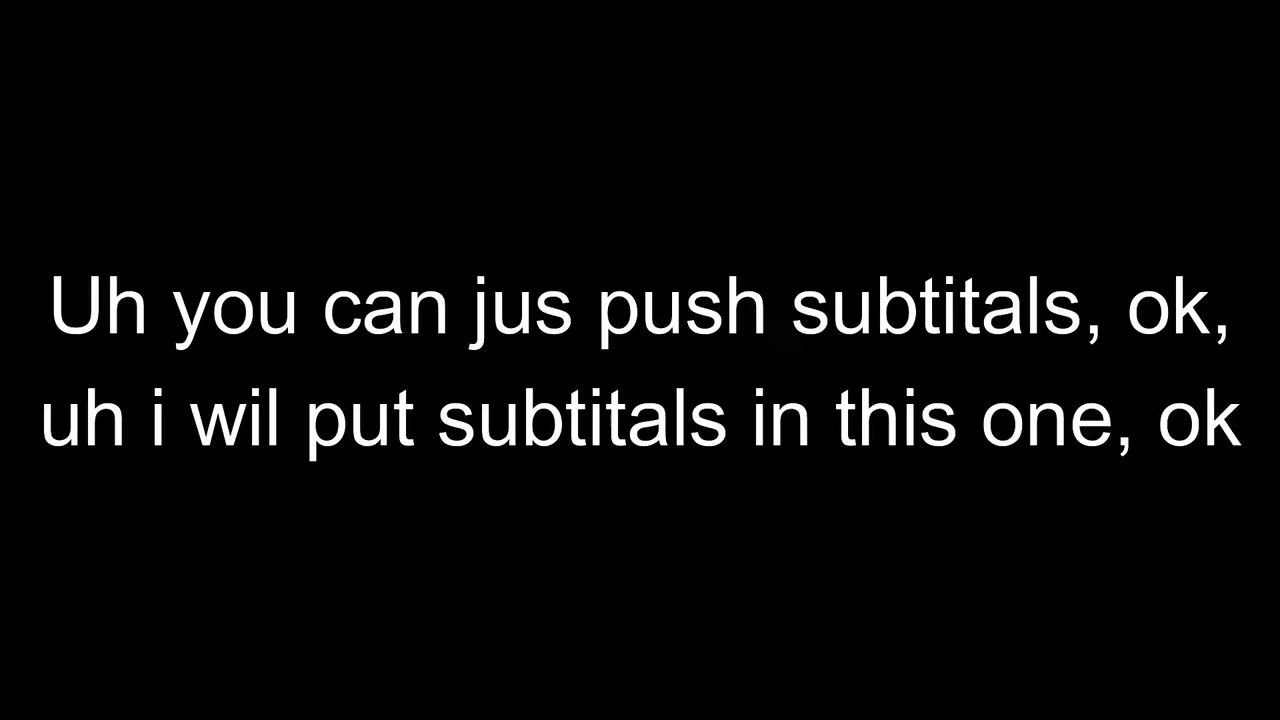 Uh you can jus push subtitals, ok,
uh i wil put subtitals in this one, ok